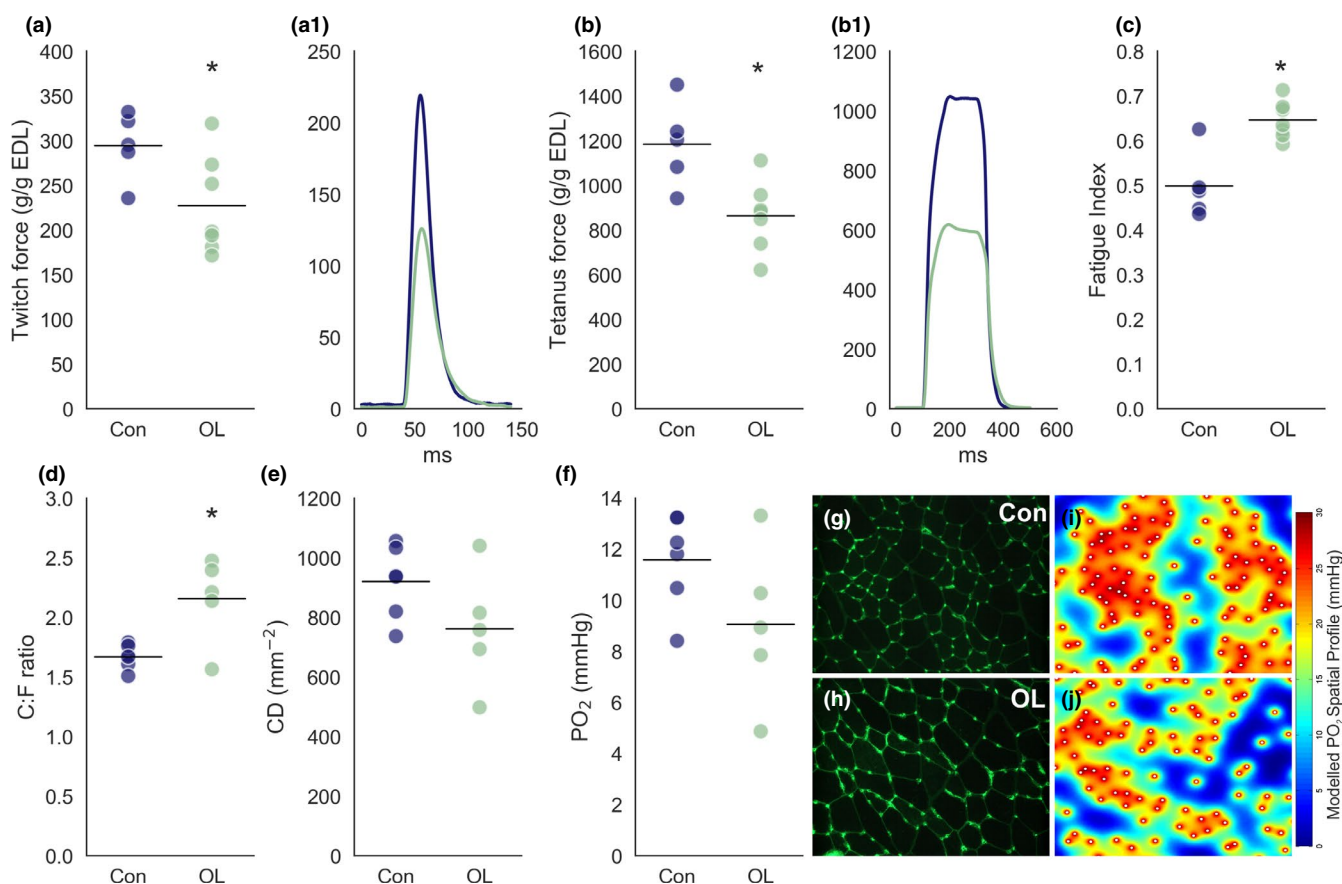 (a)
Twitch force (g/g EDL)
400
350
300
250
200
150
100
50
0
Con OL
*
(a1)
250
200
150
100
50
0
0 50 100 150
ms
(b)
Tetanus force (g/g EDL)
1600
1400
1200
1000
800
600
400
200
0
Con OL
*
(b1)
1200
1000
800
600
400
200
0
0 200 400 600
ms
(c)
Fatigue Index
0.8
0.7
0.6
0.5
0.4
0.3
0.2
0.1
0.0
Con OL
*
(d)
C:F ratio
3.0
2.5
2.0
1.5
1.0
0.5
0.0
Con OL
*
(e)
CD (mm⁻²)
1200
1000
800
600
400
200
0
Con OL
(f)
PO₂ (mmHg)
14
12
10
8
6
4
2
0
Con OL
(g)
Con
(h)
OL
(i)
(j)
30
25
20
15
10
5
0
Modelled PO₂ Spatial Profile (mmHg)